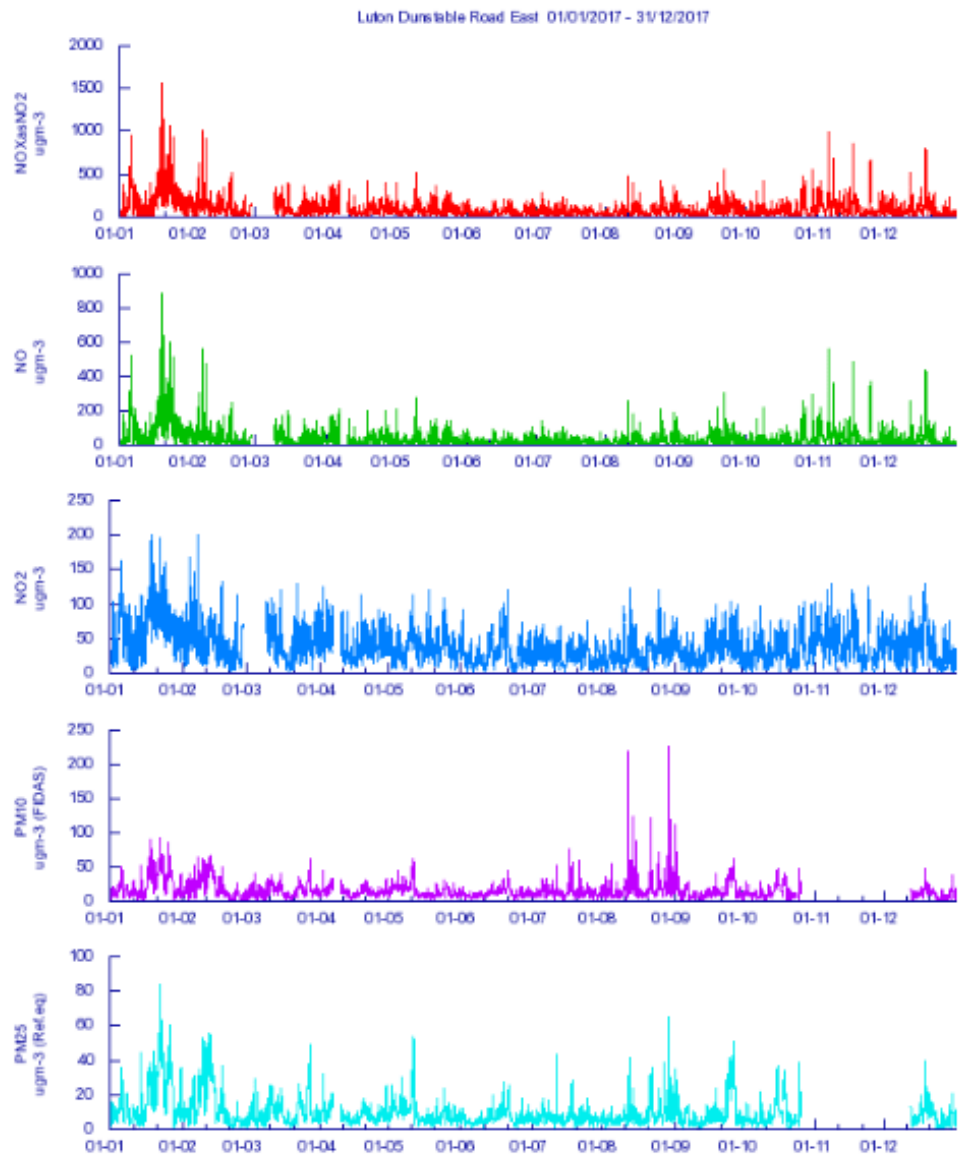 Luton Dunstable Road East 01/01/2017 - 31/12/2017
NOXasNO2
ugm-3
2000
1500
1000
500
0
01-01 01-02 01-03 01-04 01-05 01-06 01-07 01-08 01-09 01-10 01-11 01-12
NO
ugm-3
1000
800
600
400
200
0
01-01 01-02 01-03 01-04 01-05 01-06 01-07 01-08 01-09 01-10 01-11 01-12
NO2
ugm-3
250
200
150
100
50
0
01-01 01-02 01-03 01-04 01-05 01-06 01-07 01-08 01-09 01-10 01-11 01-12
PM10
ugm-3 (FIDAS)
250
200
150
100
50
0
01-01 01-02 01-03 01-04 01-05 01-06 01-07 01-08 01-09 01-10 01-11 01-12
PM25
ugm-3 (Ref.eq)
100
80
60
40
20
0
01-01 01-02 01-03 01-04 01-05 01-06 01-07 01-08 01-09 01-10 01-11 01-12